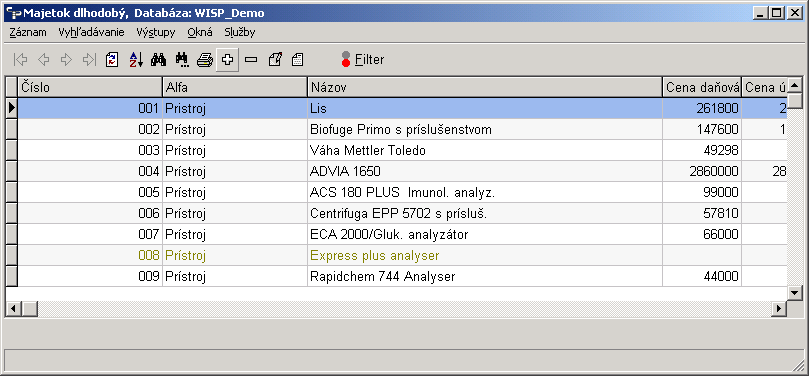 Majetok dlhodobý, Databáza: WISP_Demo
Záznam Vyhľadávanie Výstupy Okná Služby
Filter
Číslo Alfa Názov Cena daňová Cena ú
001 Pristroj Lis 261800 2
002 Prístroj Biofuge Primo s príslušenstvom 147600 1
003 Prístroj Váha Mettler Toledo 49298
004 Prístroj ADVIA 1650 2860000 28
005 Prístroj ACS 180 PLUS Imunol. analyz. 99000
006 Prístroj Centrifuga EPP 5702 s prísluš. 57810
007 Prístroj ECA 2000/Gluk. analyzátor 66000
008 Prístroj Express plus analyser
009 Prístroj Rapidchem 744 Analyser 44000